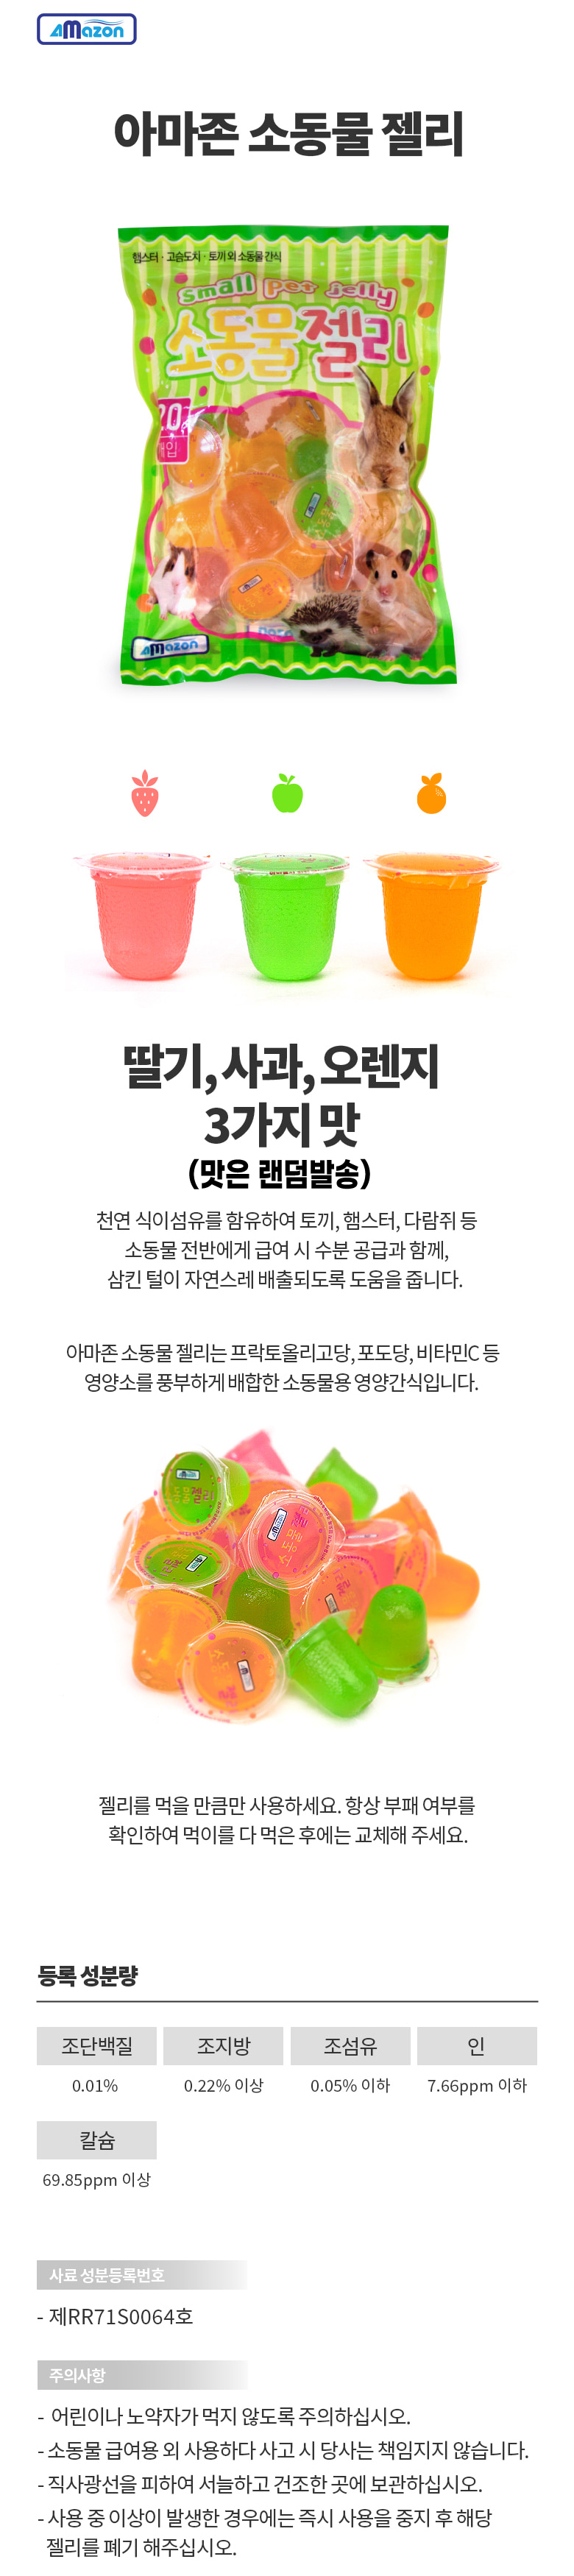 Amazon
아마존 소동물 젤리
햄스터 · 고슴도치 · 토끼 외 소동물 간식
small pet jelly
소동물젤리
20
개입
Amazon
딸기, 사과, 오렌지
3가지 맛
(맛은 랜덤발송)
천연 식이섬유를 함유하여 토끼, 햄스터, 다람쥐 등
소동물 전반에게 급여 시 수분 공급과 함께,
삼킨 털이 자연스레 배출되도록 도움을 줍니다.
아마존 소동물 젤리는 프락토올리고당, 포도당, 비타민C 등
영양소를 풍부하게 배합한 소동물용 영양간식입니다.
젤리를 먹을 만큼만 사용하세요. 항상 부패 여부를
확인하여 먹이를 다 먹은 후에는 교체해 주세요.
등록 성분량
조단백질 조지방 조섬유 인
0.01% 0.22% 이상 0.05% 이하 7.66ppm 이하
칼슘
69.85ppm 이상
사료 성분등록번호
- 제RR71S0064호
주의사항
- 어린이나 노약자가 먹지 않도록 주의하십시오.
- 소동물 급여용 외 사용하다 사고 시 당사는 책임지지 않습니다.
- 직사광선을 피하여 서늘하고 건조한 곳에 보관하십시오.
- 사용 중 이상이 발생한 경우에는 즉시 사용을 중지 후 해당
젤리를 폐기 해주십시오.